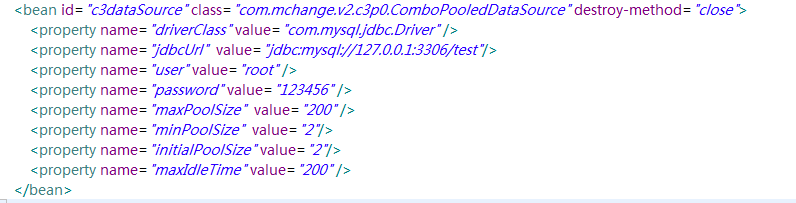 <bean id="c3dataSource" class="com.mchange.v2.c3p0.ComboPooledDataSource" destroy-method="close">
<property name="driverClass" value="com.mysql.jdbc.Driver" />
<property name="jdbcUrl" value="jdbc:mysql://127.0.0.1:3306/test"/>
<property name="user" value="root" />
<property name="password" value="123456" />
<property name="maxPoolSize" value="200" />
<property name="minPoolSize" value="2"/>
<property name="initialPoolSize" value="2"/>
<property name="maxIdleTime" value="200" />
</bean>